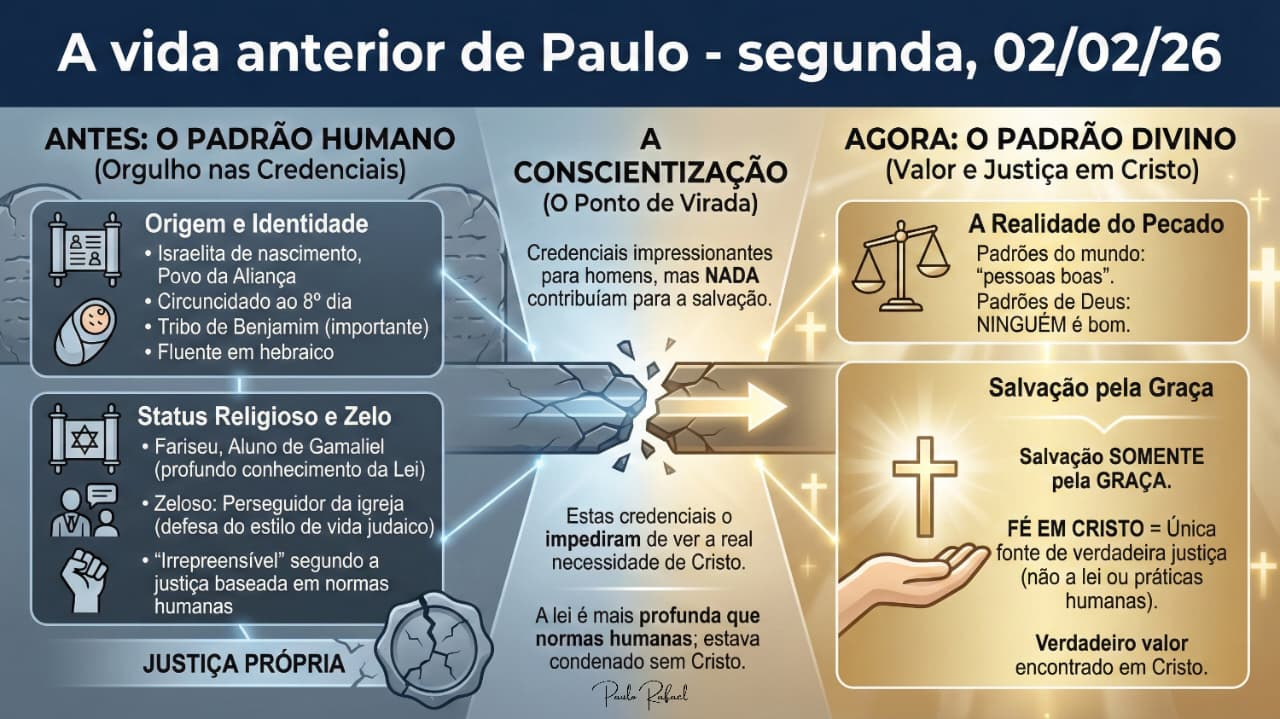 A vida anterior de Paulo - segunda, 02/02/26
ANTES: O PADRÃO HUMANO
(Orgulho nas Credenciais)
Origem e Identidade
• Israelita de nascimento,
Povo da Aliança
• Circuncidado ao 8º dia
• Tribo de Benjamim (importante)
• Fluente em hebraico
Status Religioso e Zelo
• Fariseu, Aluno de Gamaliel
(profundo conhecimento da Lei)
• Zeloso: Perseguidor da igreja
(defesa do estilo de vida judaico)
• “Irrepreensível” segundo a
justiça baseada em normas
humanas
JUSTIÇA PRÓPRIA
A
CONSCIENTIZAÇÃO
(O Ponto de Virada)
Credenciais impressionantes
para homens, mas NADA
contribuíam para a salvação.
Estas credenciais o
impediram de ver a real
necessidade de Cristo.
A lei é mais profunda que
normas humanas; estava
condenado sem Cristo.
Paulo Rafael
AGORA: O PADRÃO DIVINO
(Valor e Justiça em Cristo)
A Realidade do Pecado
Padrões do mundo:
“pessoas boas”.
Padrões de Deus:
NINGUÉM é bom.
Salvação pela Graça
Salvação SOMENTE
pela GRAÇA.
FÉ EM CRISTO = Única
fonte de verdadeira justiça
(não a lei ou práticas
humanas).
Verdadeiro valor
encontrado em Cristo.